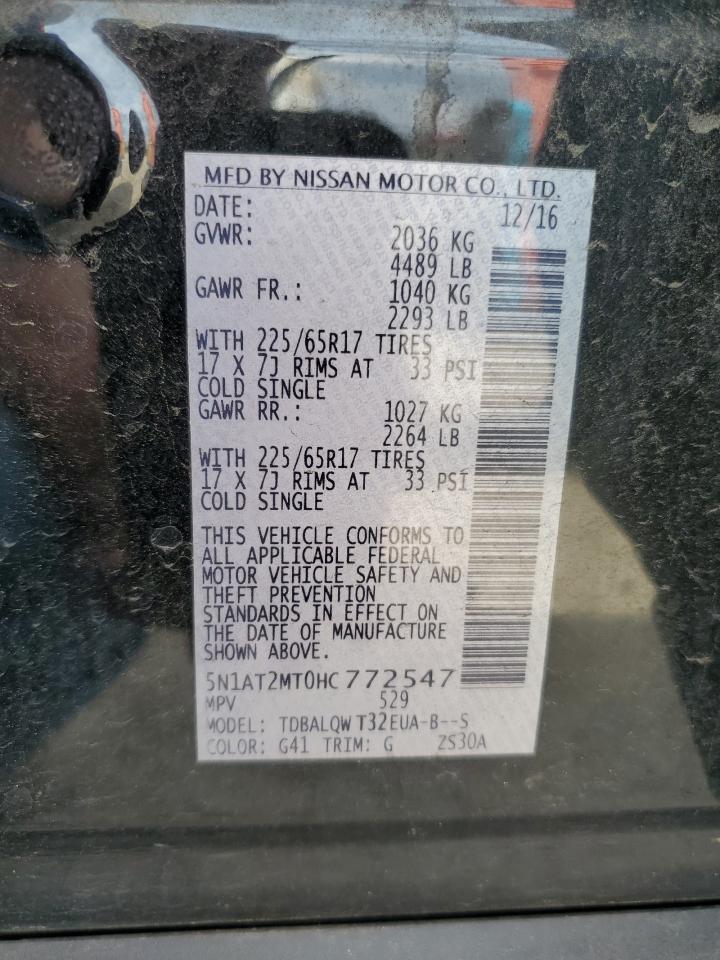 MFD BY NISSAN MOTOR CO., LTD.
DATE: 12/16
GVWR: 2036 KG
4489 LB
GAWR FR.: 1040 KG
2293 LB
WITH 225/65R17 TIRES
17 X 7J RIMS AT 33 PSI
COLD SINGLE
GAWR RR.: 1027 KG
2264 LB
WITH 225/65R17 TIRES
17 X 7J RIMS AT 33 PSI
COLD SINGLE
THIS VEHICLE CONFORMS TO
ALL APPLICABLE FEDERAL
MOTOR VEHICLE SAFETY AND
THEFT PREVENTION
STANDARDS IN EFFECT ON
THE DATE OF MANUFACTURE
SHOWN ABOVE.
5N1AT2MT0HC772547
MPV 529
MODEL: TDBALQW T32EUA-B--S
COLOR: G41 TRIM: G ZS30A